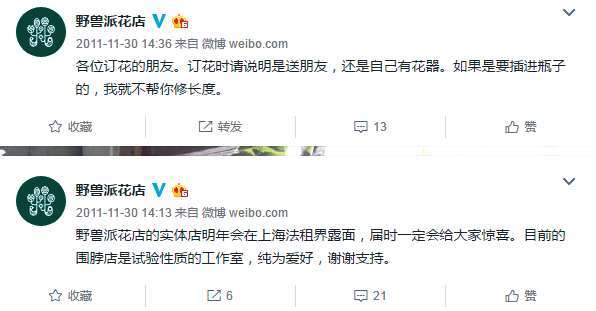 野兽派花店
2011-11-30 14:36 来自 微博 weibo.com
各位订花的朋友。订花时请说明是送朋友，还是自己有花器。如果是要插进瓶子
的，我就不帮你修长度。
收藏 转发 13 赞
野兽派花店
2011-11-30 14:13 来自 微博 weibo.com
野兽派花店的实体店明年会在上海法租界露面，届时一定会给大家惊喜。目前的
围脖店是试验性质的工作室，纯为爱好，谢谢支持。
收藏 6 21 赞